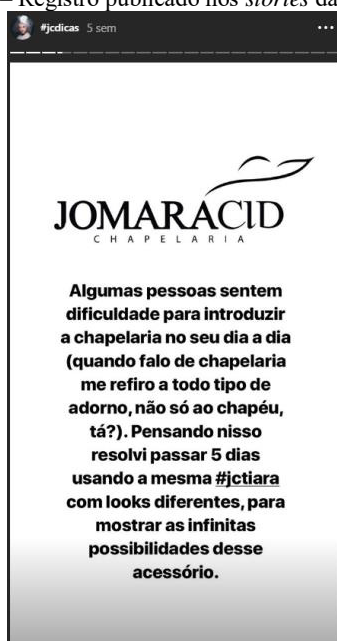 – Registro publicado nos stories da
#jcdicas 5 sem
JOMARACID
CHAPELARIA
Algumas pessoas sentem
dificuldade para introduzir
a chapelaria no seu dia a dia
(quando falo de chapelaria
me refiro a todo tipo de
adorno, não só ao chapéu,
tá?). Pensando nisso
resolvi passar 5 dias
usando a mesma #jctiara
com looks diferentes, para
mostrar as infinitas
possibilidades desse
acessório.